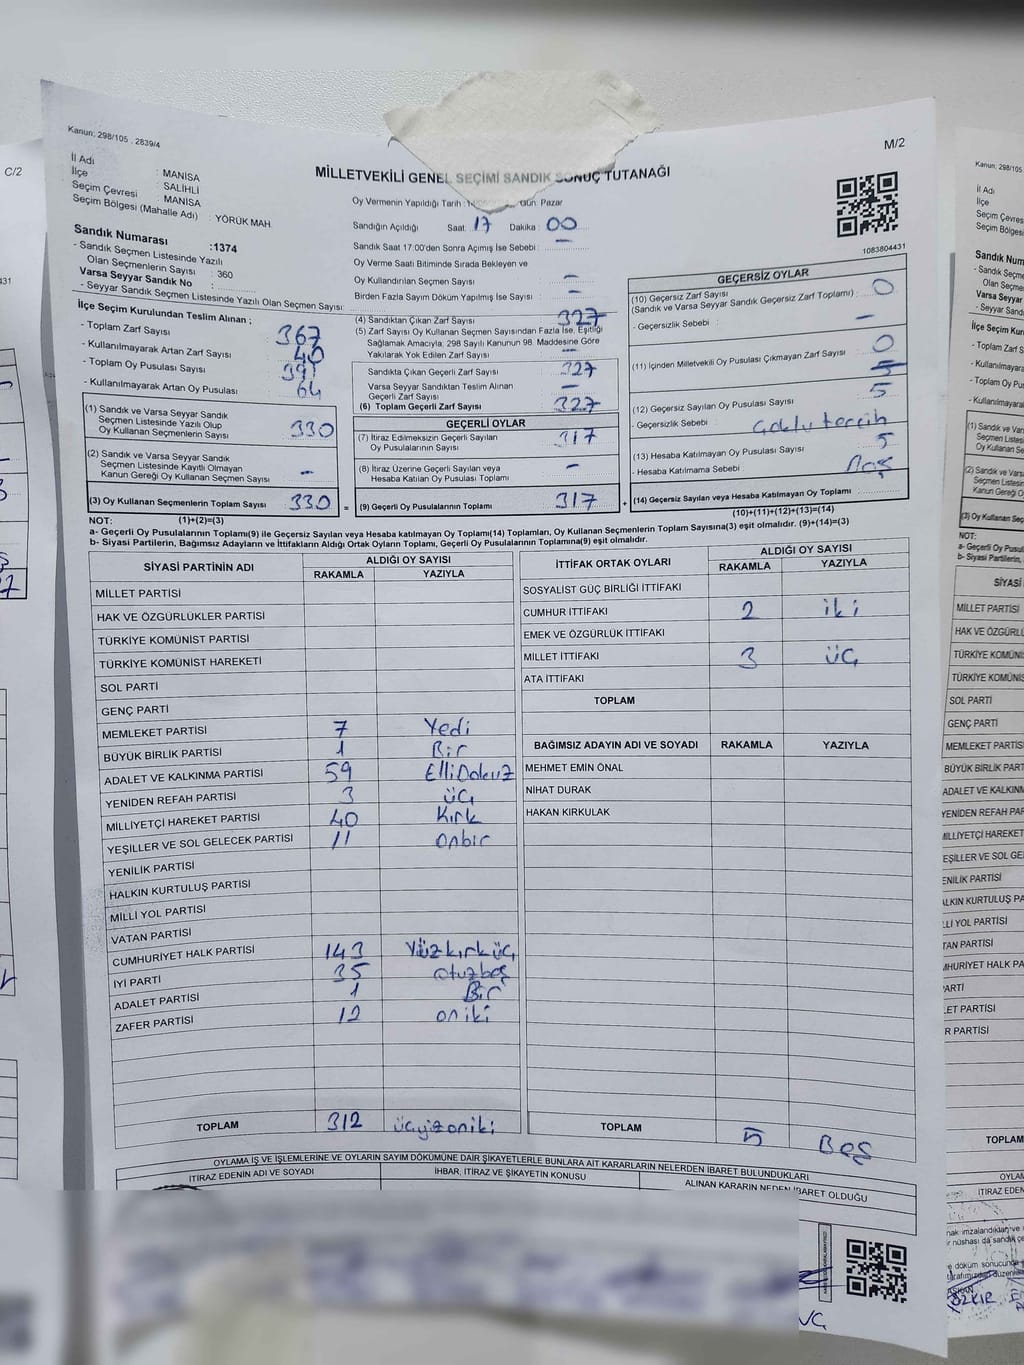 Kanun, 298/105 . 2839/4
M/2
C/2
İl Adı : MANİSA
İlçe : SALİHLİ
Seçim Çevresi : MANİSA
Seçim Bölgesi (Mahalle Adı) : YÖRÜK MAH.
MİLLETVEKİLİ GENEL SEÇİMİ SANDIK SONUÇ TUTANAĞI
Oy Vermenin Yapıldığı Tarih : Gün: Pazar
Sandığın Açıldığı Saat: 17 Dakika: 00
Sandık Saat 17:00'den Sonra Açımış İse Sebebi : –
Oy Verme Saati Bitiminde Sırada Bekleyen ve
Oy Kullandırılan Seçmen Sayısı –
Birden Fazla Sayım Döküm Yapılmış İse Sayısı : –
1083804431
Sandık Numarası :1374
- Sandık Seçmen Listesinde Yazılı
Olan Seçmenlerin Sayısı : 360
Varsa Seyyar Sandık No :
- Seyyar Sandık Seçmen Listesinde Yazılı Olan Seçmen Sayısı:
İlçe Seçim Kurulundan Teslim Alınan ;
- Toplam Zarf Sayısı : 367
- Kullanılmayarak Artan Zarf Sayısı : 40
- Toplam Oy Pusulası Sayısı : 391
- Kullanılmayarak Artan Oy Pusulası : 64
(1) Sandık ve Varsa Seyyar Sandık
Seçmen Listesinde Yazılı Olup
Oy Kullanan Seçmenlerin Sayısı 330
(2) Sandık ve Varsa Seyyar Sandık
Seçmen Listesinde Kayıtlı Olmayan
Kanun Gereği Oy Kullanan Seçmen Sayısı –
(3) Oy Kullanan Seçmenlerin Toplam Sayısı 330
(1)+(2)=(3)
(4) Sandıktan Çıkan Zarf Sayısı 327
(5) Zarf Sayısı Oy Kullanan Seçmen Sayısından Fazla İse, Eşitliği
Sağlamak Amacıyla; 298 Sayılı Kanunun 98. Maddesine Göre
Yakılarak Yok Edilen Zarf Sayısı –
Sandıkta Çıkan Geçerli Zarf Sayısı 327
Varsa Seyyar Sandıktan Teslim Alınan
Geçerli Zarf Sayısı –
(6) Toplam Geçerli Zarf Sayısı 327
GEÇERLİ OYLAR
(7) İtiraz Edilmeksizin Geçerli Sayılan
Oy Pusulalarının Sayısı 317
(8) İtiraz Üzerine Geçerli Sayılan veya
Hesaba Katılan Oy Pusulası Toplamı –
= (9) Geçerli Oy Pusulalarının Toplamı 317 +
GEÇERSİZ OYLAR
(10) Geçersiz Zarf Sayısı
(Sandık ve Varsa Seyyar Sandık Geçersiz Zarf Toplamı) : 0
- Geçersizlik Sebebi : –
(11) İçinden Milletvekili Oy Pusulası Çıkmayan Zarf Sayısı : 0
(12) Geçersiz Sayılan Oy Pusulası Sayısı 5
- Geçersizlik Sebebi : Çoklu tercih
(13) Hesaba Katılmayan Oy Pusulası Sayısı : 5
- Hesaba Katılmama Sebebi : Boş
(14) Geçersiz Sayılan veya Hesaba Katılmayan Oy Toplamı :
(10)+(11)+(12)+(13)=(14)
NOT:
a- Geçerli Oy Pusulalarının Toplamı(9) ile Geçersiz Sayılan veya Hesaba katılmayan Oy Toplamı(14) Toplamları, Oy Kullanan Seçmenlerin Toplam Sayısına(3) eşit olmalıdır. (9)+(14)=(3)
b- Siyasi Partilerin, Bağımsız Adayların ve İttifakların Aldığı Ortak Oyların Toplamı, Geçerli Oy Pusulalarının Toplamına(9) eşit olmalıdır.
SİYASİ PARTİNİN ADI ALDIĞI OY SAYISI
RAKAMLA YAZIYLA
MİLLET PARTİSİ
HAK VE ÖZGÜRLÜKLER PARTİSİ
TÜRKİYE KOMÜNİST PARTİSİ
TÜRKİYE KOMÜNİST HAREKETİ
SOL PARTİ
GENÇ PARTİ
MEMLEKET PARTİSİ 7 Yedi
BÜYÜK BİRLİK PARTİSİ 1 Bir
ADALET VE KALKINMA PARTİSİ 59 ElliDokuz
YENİDEN REFAH PARTİSİ 3 üç
MİLLİYETÇİ HAREKET PARTİSİ 40 Kırk
YEŞİLLER VE SOL GELECEK PARTİSİ 11 onbir
YENİLİK PARTİSİ
HALKIN KURTULUŞ PARTİSİ
MİLLİ YOL PARTİSİ
VATAN PARTİSİ
CUMHURİYET HALK PARTİSİ 143 Yüzkırküç
İYİ PARTİ 35 otuzbeş
ADALET PARTİSİ 1 Bir
ZAFER PARTİSİ 12 oniki
TOPLAM 312 üçyüzoniki
İTTİFAK ORTAK OYLARI ALDIĞI OY SAYISI
RAKAMLA YAZIYLA
SOSYALİST GÜÇ BİRLİĞİ İTTİFAKI
CUMHUR İTTİFAKI 2 iki
EMEK VE ÖZGÜRLÜK İTTİFAKI
MİLLET İTTİFAKI 3 üç
ATA İTTİFAKI
TOPLAM
BAĞIMSIZ ADAYIN ADI VE SOYADI RAKAMLA YAZIYLA
MEHMET EMİN ÖNAL
NİHAT DURAK
HAKAN KIRKULAK
TOPLAM 5 Beş
OYLAMA İŞ VE İŞLEMLERİNE VE OYLARIN SAYIM DÖKÜMÜNE DAİR ŞİKAYETLERLE BUNLARA AİT KARARLARIN NELERDEN İBARET BULUNDUKLARI
İTİRAZ EDENİN ADI VE SOYADI İHBAR, İTİRAZ VE ŞİKAYETİN KONUSU ALINAN KARARIN NEDEN İBARET OLDUĞU